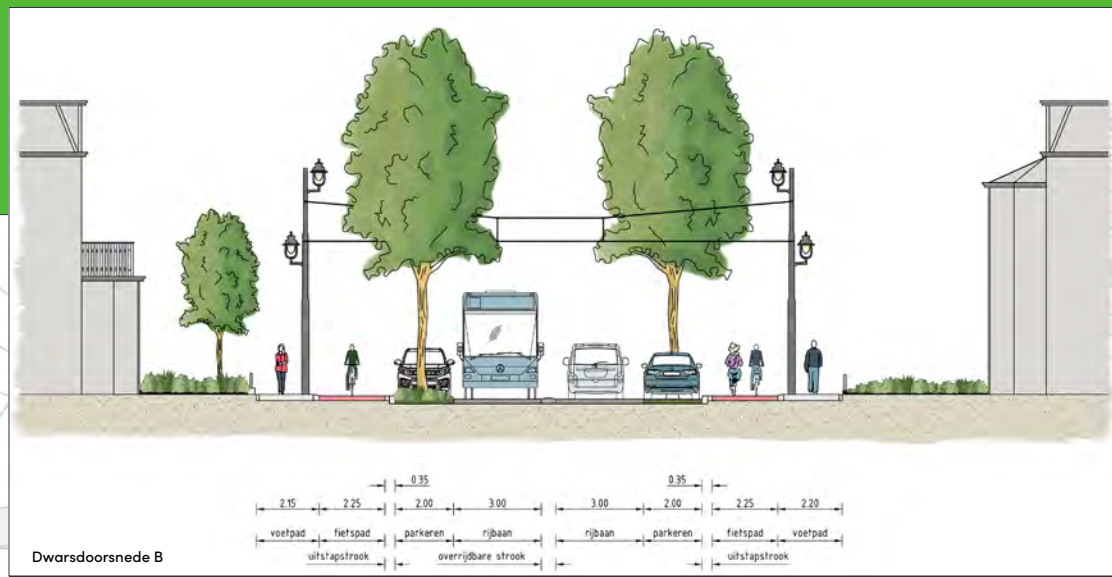 0.35 0.35
2.15 2.25 2.00 3.00 3.00 2.00 2.25 2.20
voetpad fietspad parkeren rijbaan rijbaan parkeren fietspad voetpad
uitstapstrook overrijdbare strook uitstapstrook
Dwarsdoorsnede B